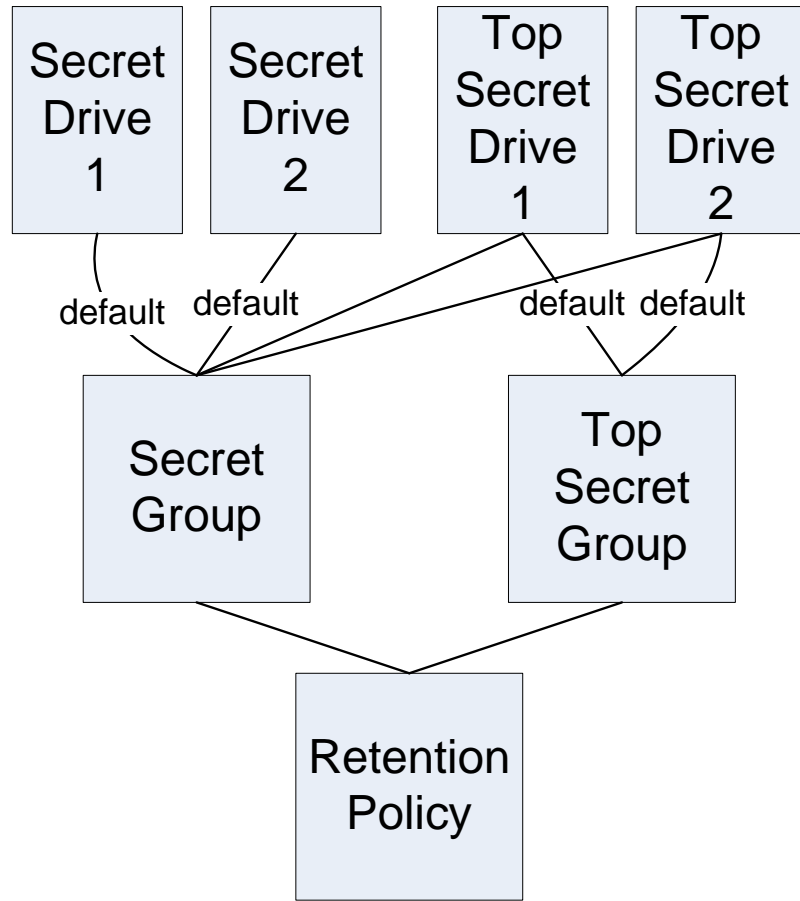 Secret
Drive
1
Secret
Drive
2
Top
Secret
Drive
1
Top
Secret
Drive
2
default
default
default
default
Secret
Group
Top
Secret
Group
Retention
Policy